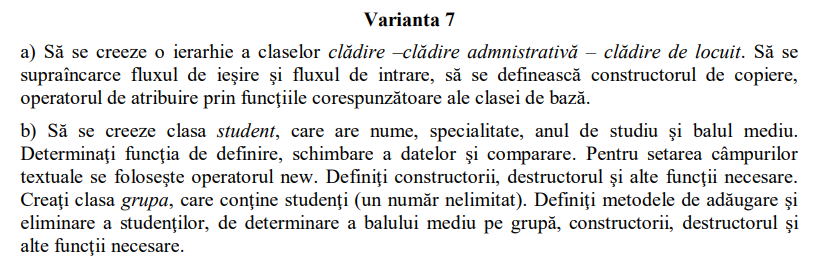 Varianta 7
a) Să se creeze o ierarhie a claselor clădire –clădire admnistrativă – clădire de locuit. Să se
supraîncarce fluxul de ieşire şi fluxul de intrare, să se definească constructorul de copiere,
operatorul de atribuire prin funcţiile corespunzătoare ale clasei de bază.
b) Să se creeze clasa student, care are nume, specialitate, anul de studiu şi balul mediu.
Determinaţi funcţia de definire, schimbare a datelor şi comparare. Pentru setarea câmpurilor
textuale se foloseşte operatorul new. Definiţi constructorii, destructorul şi alte funcţii necesare.
Creaţi clasa grupa, care conţine studenţi (un număr nelimitat). Definiţi metodele de adăugare şi
eliminare a studenţilor, de determinare a balului mediu pe grupă, constructorii, destructorul şi
alte funcţii necesare.